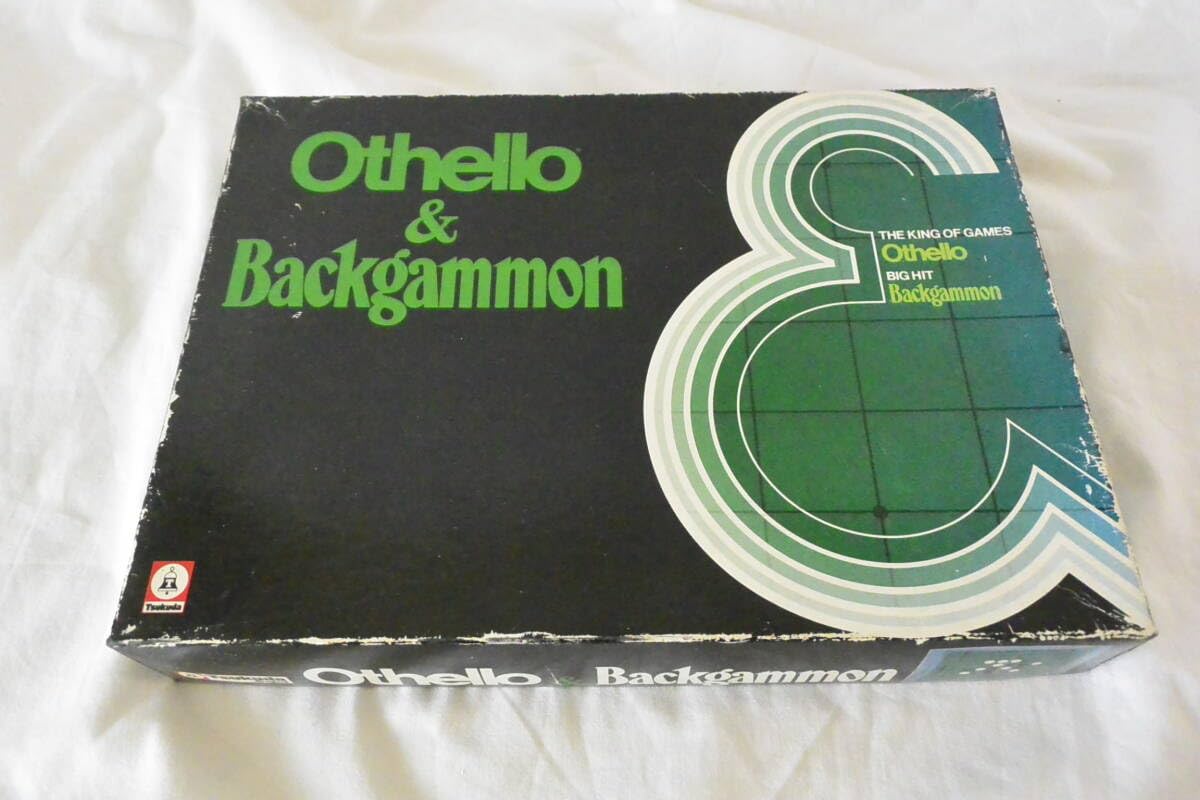 Othello
&
Backgammon
THE KING OF GAMES
Othello
BIG HIT
Backgammon
T
Tsukuda
Othello & Backgammon